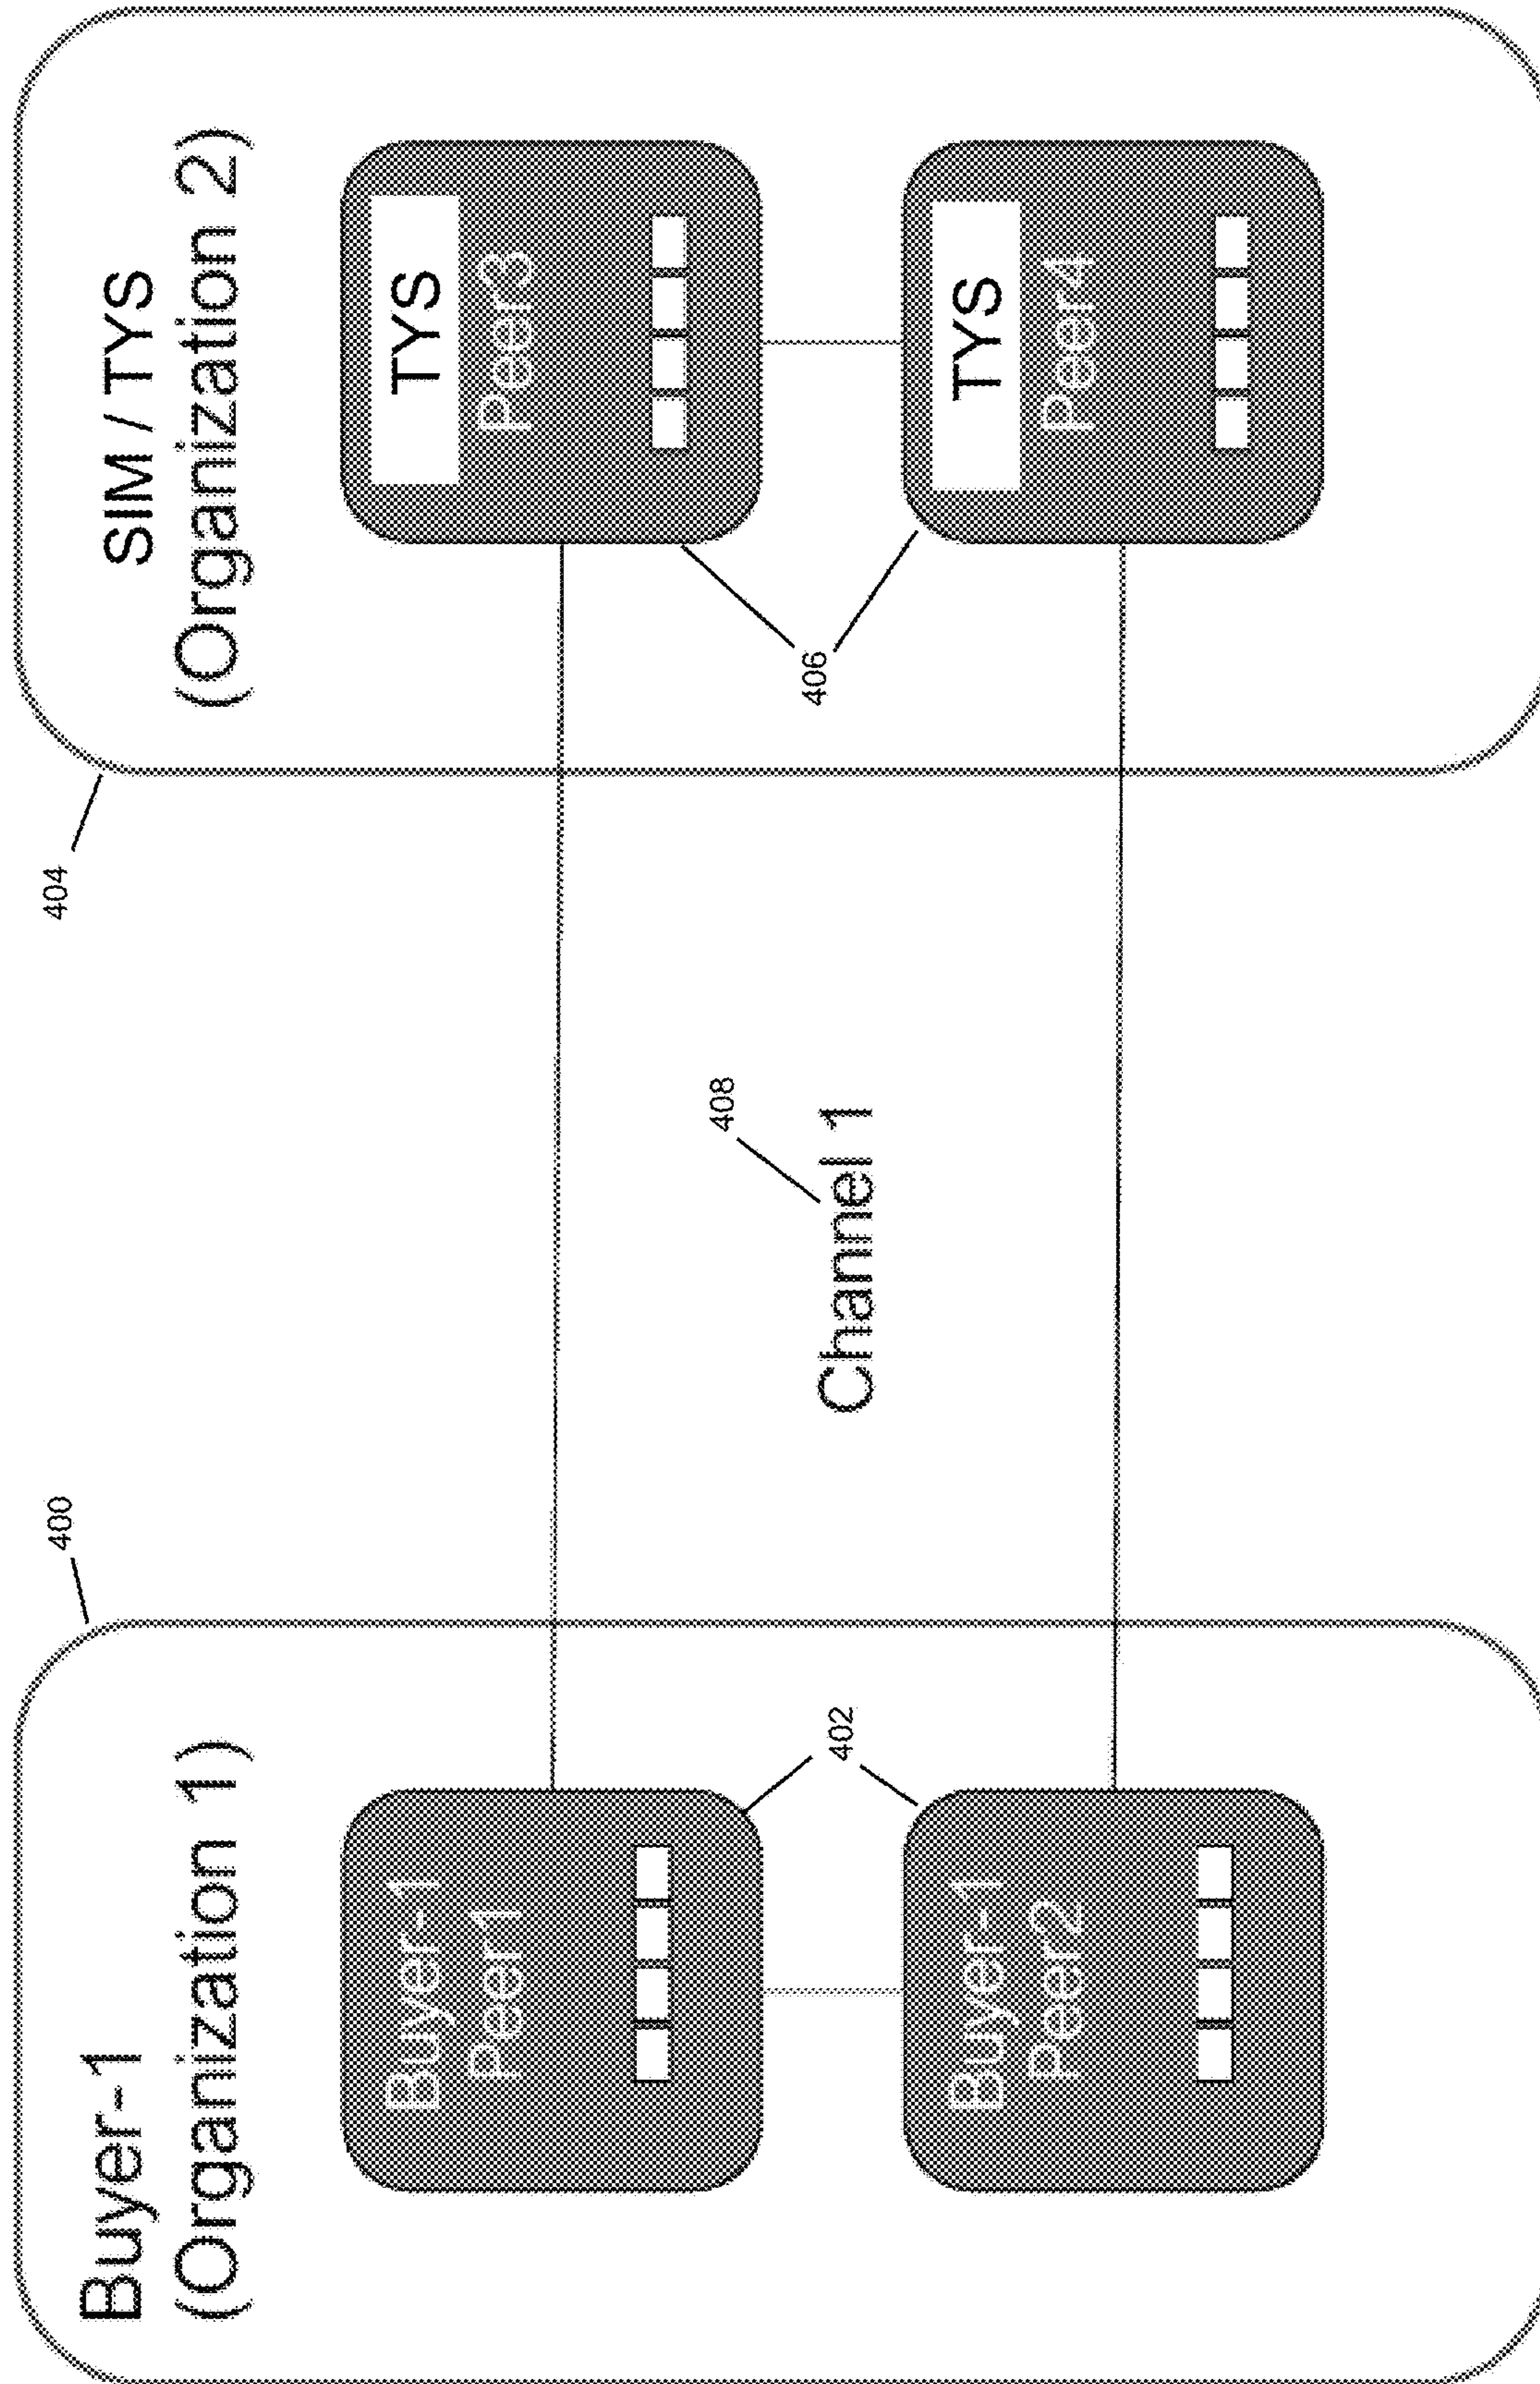 Buyer-1
(Organization 1)
400
Buyer-1
Peer1
Buyer-1
Peer2
402
Channel 1
408
SIM / TYS
(Organization 2)
404
TYS
Peer3
TYS
Peer4
406